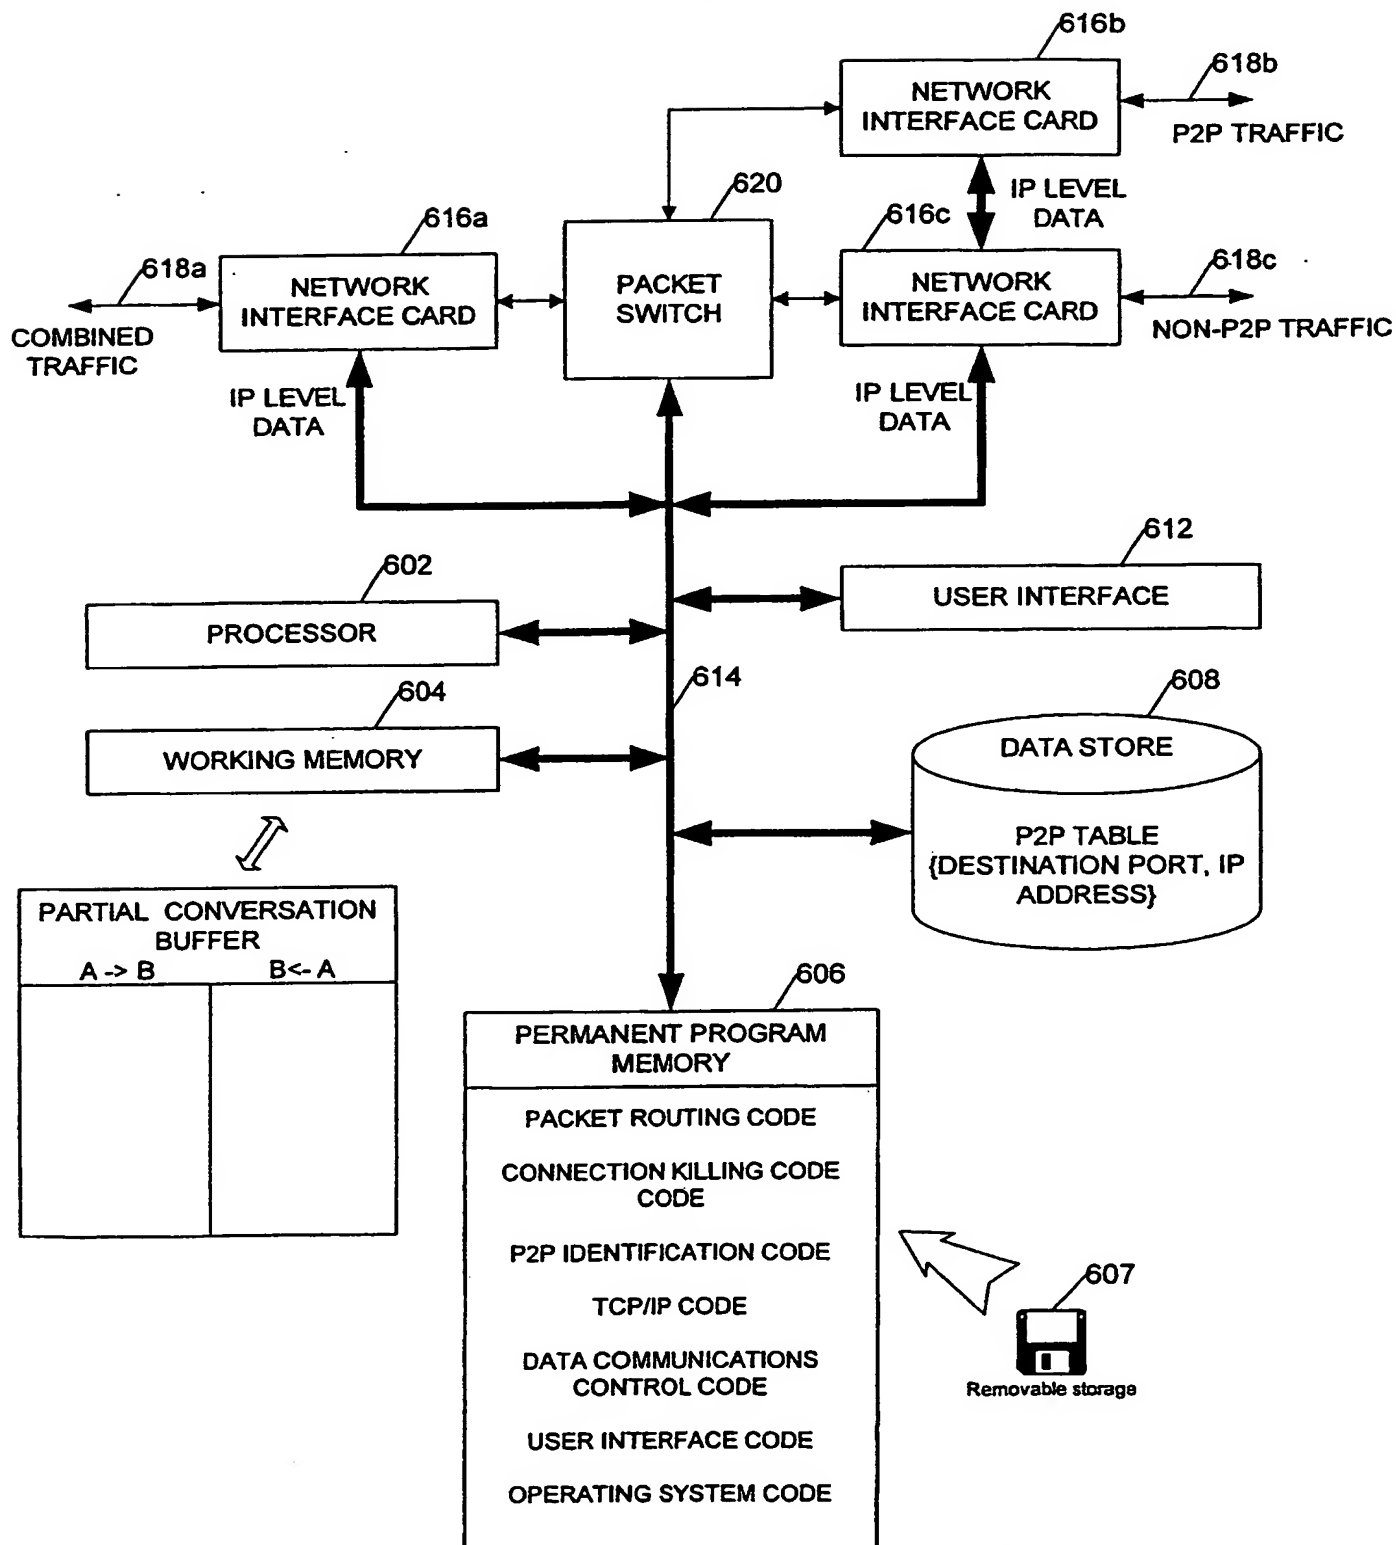 616b
NETWORK
INTERFACE CARD
618b
P2P TRAFFIC
IP LEVEL
DATA
620
PACKET
SWITCH
616a
618a
NETWORK
INTERFACE CARD
COMBINED
TRAFFIC
616c
NETWORK
INTERFACE CARD
618c
NON-P2P TRAFFIC
IP LEVEL
DATA
IP LEVEL
DATA
612
USER INTERFACE
602
PROCESSOR
614
604
WORKING MEMORY
608
DATA STORE
P2P TABLE
{DESTINATION PORT, IP
ADDRESS}
PARTIAL CONVERSATION
BUFFER
A -> B B<- A
606
PERMANENT PROGRAM
MEMORY
PACKET ROUTING CODE
CONNECTION KILLING CODE
CODE
P2P IDENTIFICATION CODE
TCP/IP CODE
DATA COMMUNICATIONS
CONTROL CODE
USER INTERFACE CODE
OPERATING SYSTEM CODE
607
Removable storage